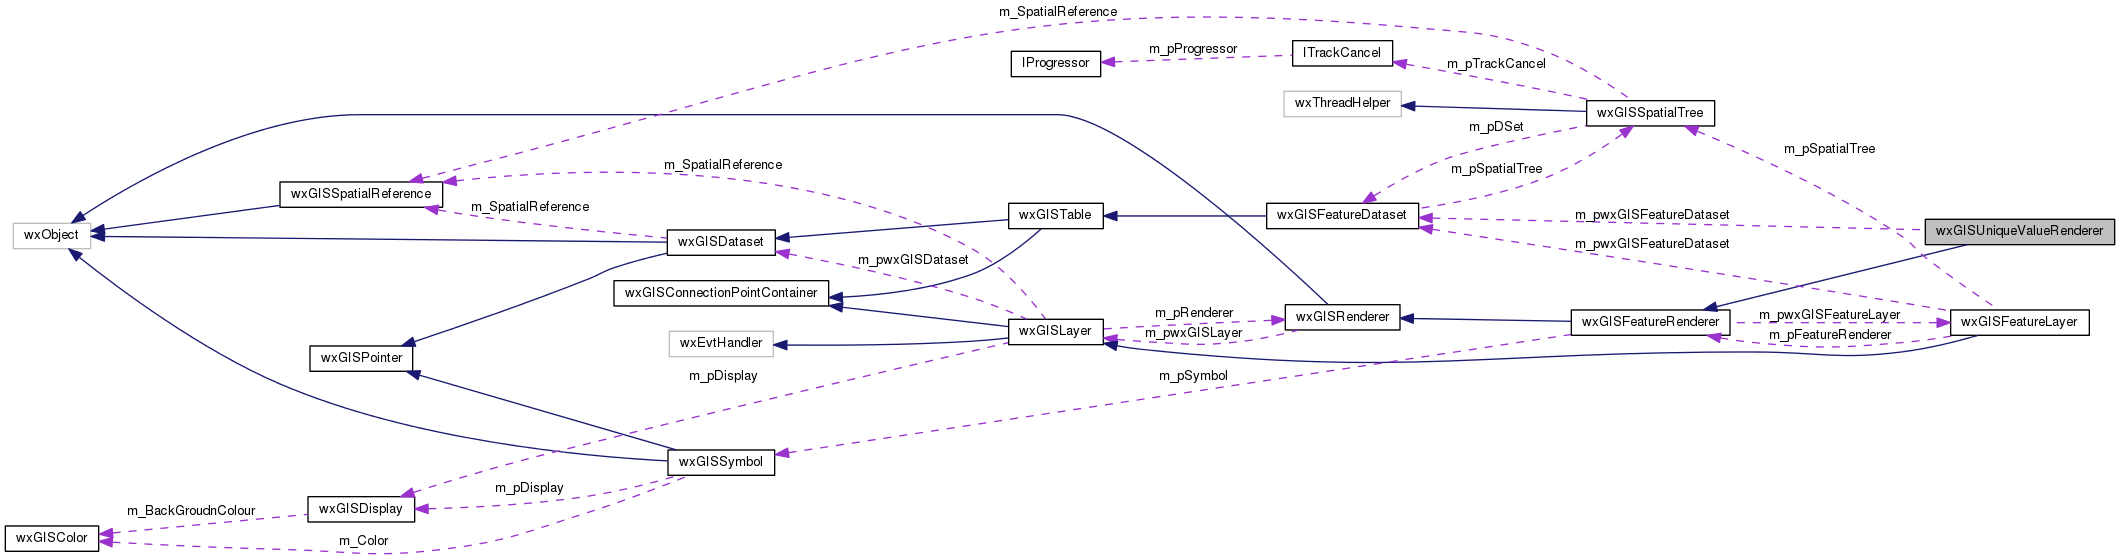 m_SpatialReference
ITrackCancel
m_pProgressor
IProgressor
m_pTrackCancel
wxThreadHelper
wxGISSpatialTree
m_pDSet
m_pSpatialTree
m_SpatialReference
m_pSpatialTree
wxGISSpatialReference
m_SpatialReference
wxGISTable
wxGISFeatureDataset
m_pwxGISFeatureDataset
wxGISUniqueValueRenderer
wxObject
wxGISDataset
m_pwxGISFeatureDataset
m_pwxGISDataset
wxGISConnectionPointContainer
m_pRenderer
wxGISRenderer
m_pwxGISFeatureLayer
wxGISFeatureRenderer
wxGISFeatureLayer
wxGISLayer
m_pwxGISLayer
m_pFeatureRenderer
wxEvtHandler
wxGISPointer
m_pDisplay
m_pSymbol
wxGISSymbol
m_pDisplay
m_BackGroudnColour
wxGISDisplay
wxGISColor
m_Color